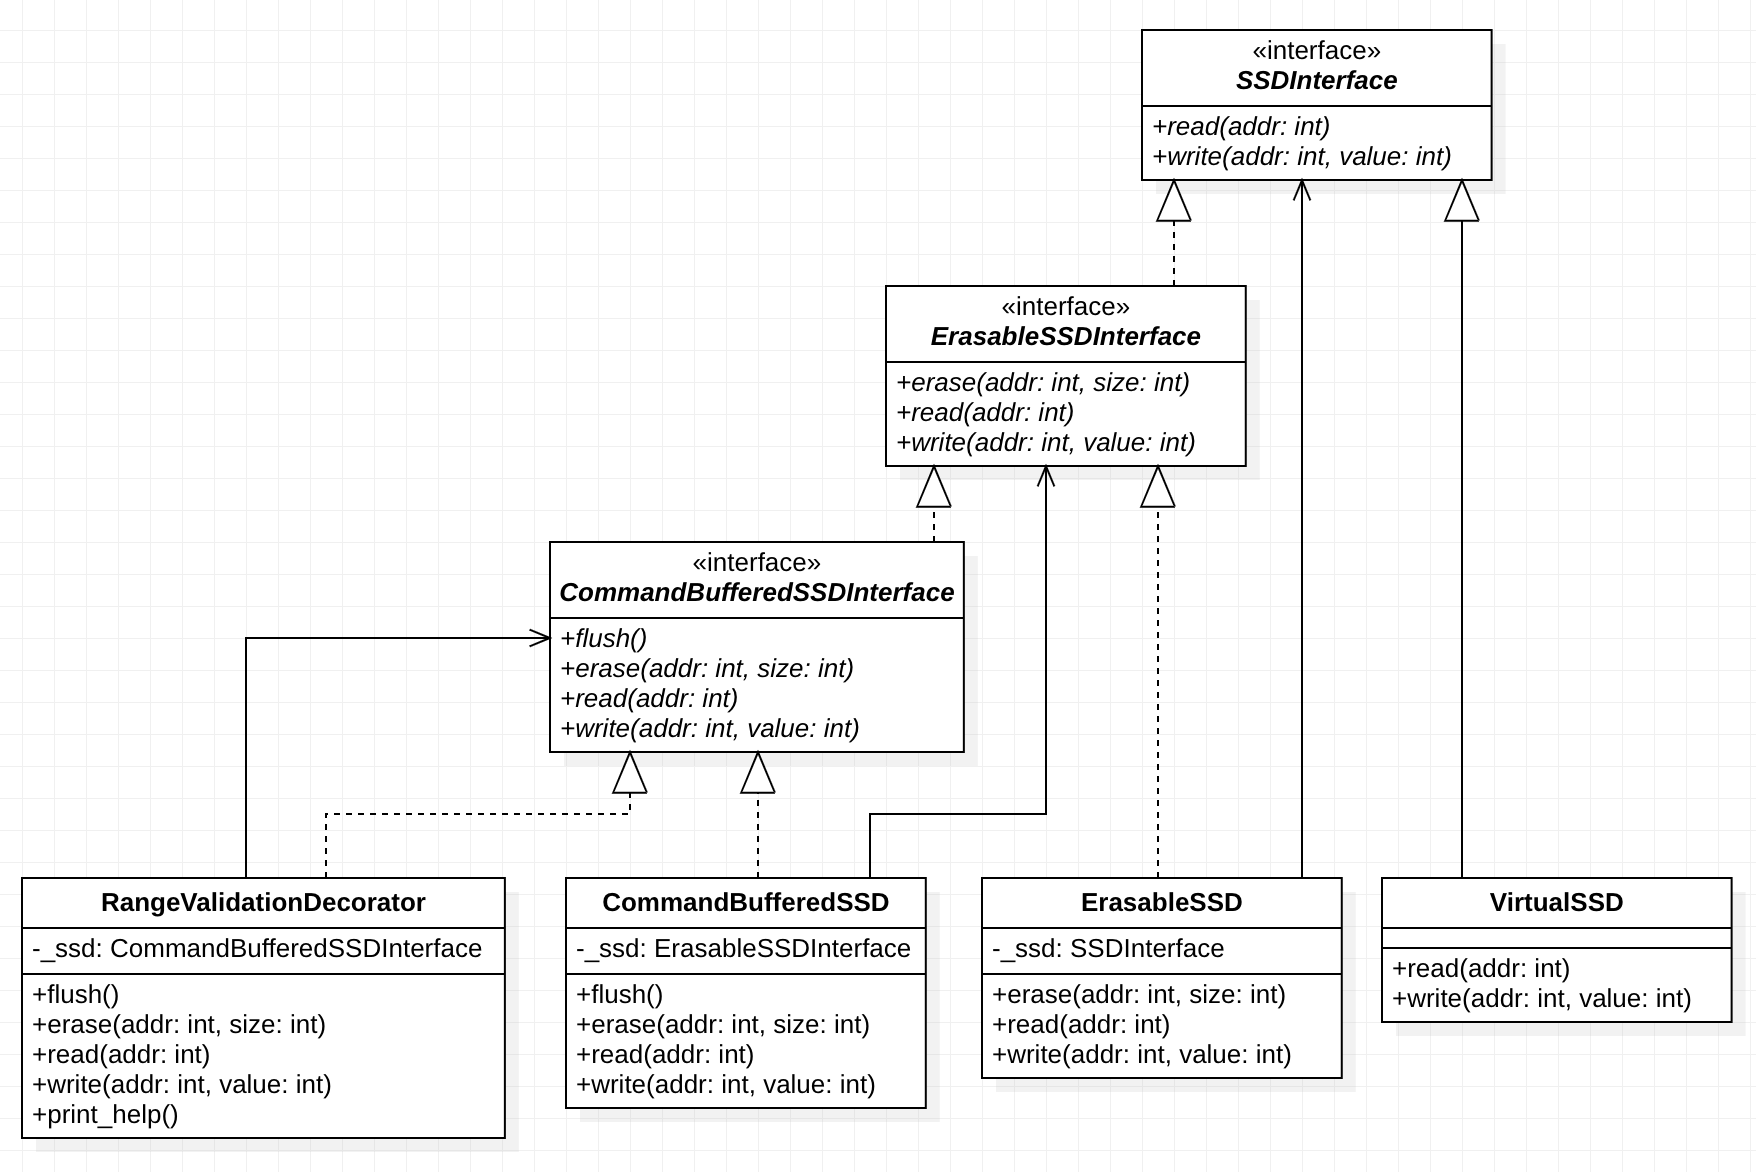 «interface»
SSDInterface
+read(addr: int)
+write(addr: int, value: int)
«interface»
ErasableSSDInterface
+erase(addr: int, size: int)
+read(addr: int)
+write(addr: int, value: int)
«interface»
CommandBufferedSSDInterface
+flush()
+erase(addr: int, size: int)
+read(addr: int)
+write(addr: int, value: int)
RangeValidationDecorator
-_ssd: CommandBufferedSSDInterface
+flush()
+erase(addr: int, size: int)
+read(addr: int)
+write(addr: int, value: int)
+print_help()
CommandBufferedSSD
-_ssd: ErasableSSDInterface
+flush()
+erase(addr: int, size: int)
+read(addr: int)
+write(addr: int, value: int)
ErasableSSD
-_ssd: SSDInterface
+erase(addr: int, size: int)
+read(addr: int)
+write(addr: int, value: int)
VirtualSSD
+read(addr: int)
+write(addr: int, value: int)